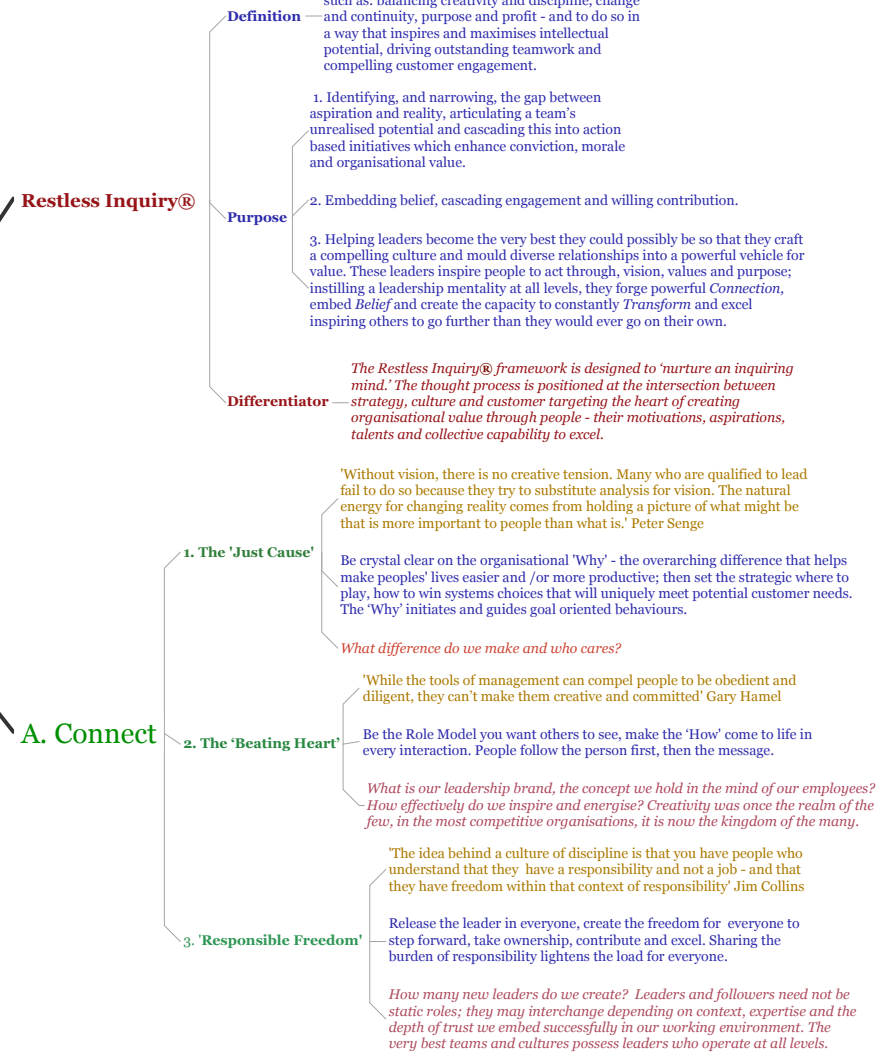 such as: balancing creativity and discipline, change
Definition
and continuity, purpose and profit - and to do so in
a way that inspires and maximises intellectual
potential, driving outstanding teamwork and
compelling customer engagement.
1. Identifying, and narrowing, the gap between
aspiration and reality, articulating a team's
unrealised potential and cascading this into action
based initiatives which enhance conviction, morale
and organisational value.
Restless Inquiry®
2. Embedding belief, cascading engagement and willing contribution.
Purpose
3. Helping leaders become the very best they could possibly be so that they craft
a compelling culture and mould diverse relationships into a powerful vehicle for
value. These leaders inspire people to act through, vision, values and purpose;
instilling a leadership mentality at all levels, they forge powerful Connection,
embed Belief and create the capacity to constantly Transform and excel
inspiring others to go further than they would ever go on their own.
The Restless Inquiry® framework is designed to ‘nurture an inquiring
mind.’ The thought process is positioned at the intersection between
Differentiator
strategy, culture and customer targeting the heart of creating
organisational value through people - their motivations, aspirations,
talents and collective capability to excel.
'Without vision, there is no creative tension. Many who are qualified to lead
fail to do so because they try to substitute analysis for vision. The natural
energy for changing reality comes from holding a picture of what might be
that is more important to people than what is.' Peter Senge
1. The 'Just Cause'
Be crystal clear on the organisational 'Why' - the overarching difference that helps
make peoples' lives easier and /or more productive; then set the strategic where to
play, how to win systems choices that will uniquely meet potential customer needs.
The ‘Why’ initiates and guides goal oriented behaviours.
What difference do we make and who cares?
'While the tools of management can compel people to be obedient and
diligent, they can’t make them creative and committed' Gary Hamel
A. Connect
2. The ‘Beating Heart’
Be the Role Model you want others to see, make the ‘How' come to life in
every interaction. People follow the person first, then the message.
What is our leadership brand, the concept we hold in the mind of our employees?
How effectively do we inspire and energise? Creativity was once the realm of the
few, in the most competitive organisations, it is now the kingdom of the many.
'The idea behind a culture of discipline is that you have people who
understand that they  have a responsibility and not a job - and that
they have freedom within that context of responsibility' Jim Collins
3. 'Responsible Freedom'
Release the leader in everyone, create the freedom for  everyone to
step forward, take ownership, contribute and excel. Sharing the
burden of responsibility lightens the load for everyone.
How many new leaders do we create?  Leaders and followers need not be
static roles; they may interchange depending on context, expertise and the
depth of trust we embed successfully in our working environment. The
very best teams and cultures possess leaders who operate at all levels.